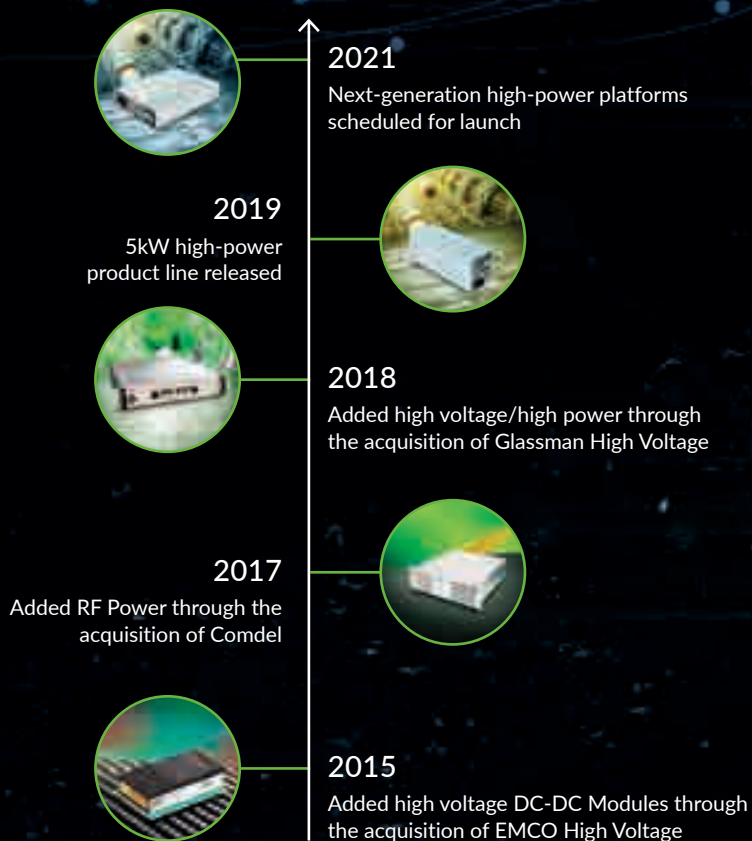 2021
Next-generation high-power platforms
scheduled for launch
2019
5kW high-power
product line released
2018
Added high voltage/high power through
the acquisition of Glassman High Voltage
2017
Added RF Power through the
acquisition of Comdel
2015
Added high voltage DC-DC Modules through
the acquisition of EMCO High Voltage